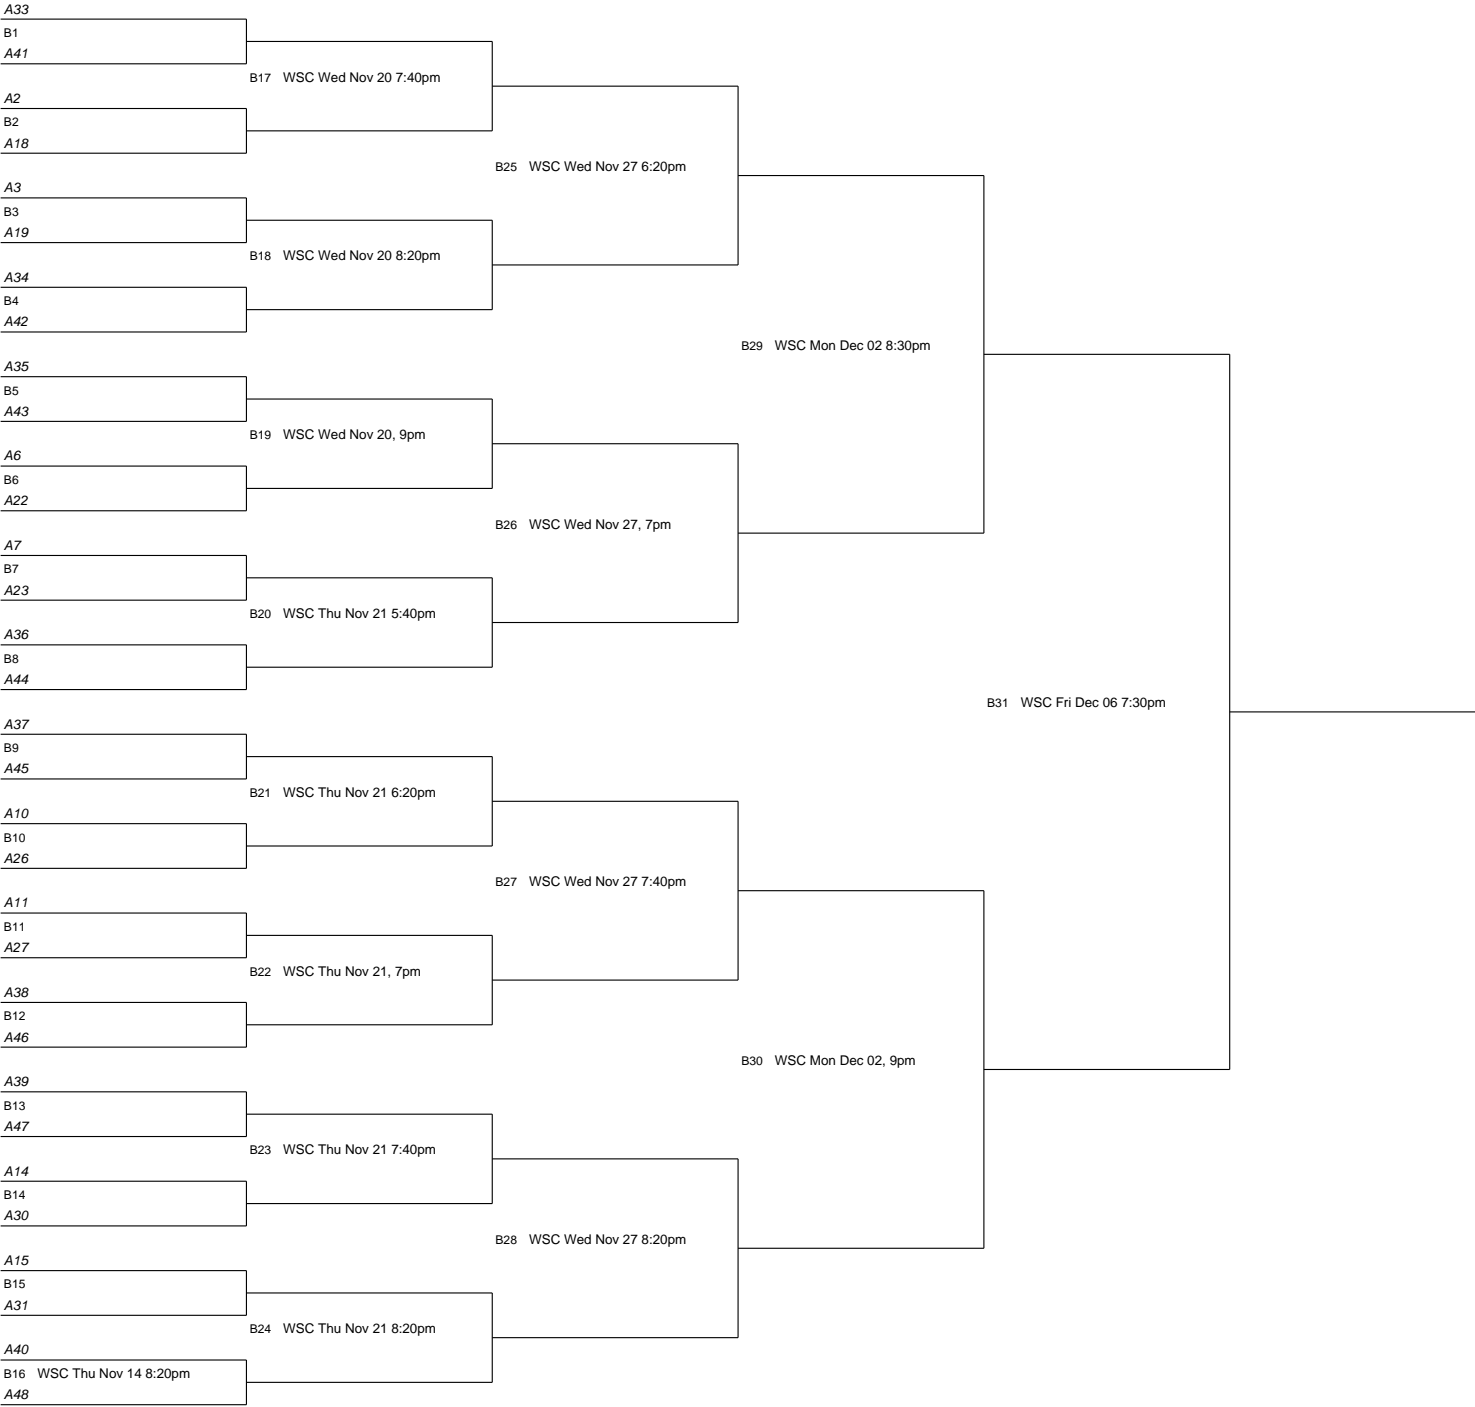 A33
B1
A41
B17 WSC Wed Nov 20 7:40pm
A2
B2
A18
B25 WSC Wed Nov 27 6:20pm
A3
B3
A19
B18 WSC Wed Nov 20 8:20pm
A34
B4
A42
B29 WSC Mon Dec 02 8:30pm
A35
B5
A43
B19 WSC Wed Nov 20, 9pm
A6
B6
A22
B26 WSC Wed Nov 27, 7pm
A7
B7
A23
B20 WSC Thu Nov 21 5:40pm
A36
B8
A44
B31 WSC Fri Dec 06 7:30pm
A37
B9
A45
B21 WSC Thu Nov 21 6:20pm
A10
B10
A26
B27 WSC Wed Nov 27 7:40pm
A11
B11
A27
B22 WSC Thu Nov 21, 7pm
A38
B12
A46
B30 WSC Mon Dec 02, 9pm
A39
B13
A47
B23 WSC Thu Nov 21 7:40pm
A14
B14
A30
B28 WSC Wed Nov 27 8:20pm
A15
B15
A31
B24 WSC Thu Nov 21 8:20pm
A40
B16 WSC Thu Nov 14 8:20pm
A48